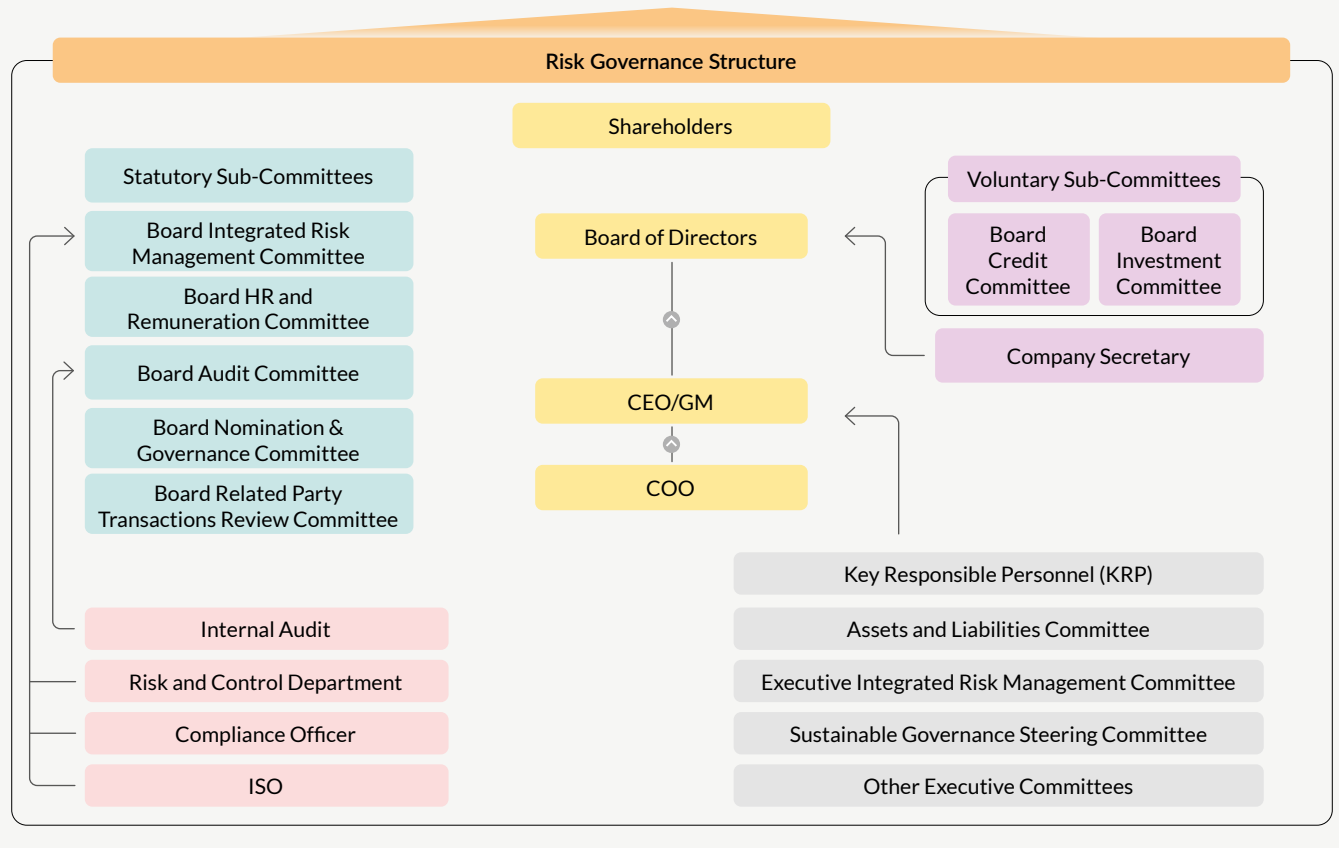 Risk Governance Structure
Shareholders
Statutory Sub-Committees
Board Integrated Risk
Management Committee
Board HR and
Remuneration Committee
Board Audit Committee
Board Nomination &
Governance Committee
Board Related Party
Transactions Review Committee
Board of Directors
CEO/GM
COO
Voluntary Sub-Committees
Board
Credit
Committee
Board
Investment
Committee
Company Secretary
Internal Audit
Risk and Control Department
Compliance Officer
ISO
Key Responsible Personnel (KRP)
Assets and Liabilities Committee
Executive Integrated Risk Management Committee
Sustainable Governance Steering Committee
Other Executive Committees